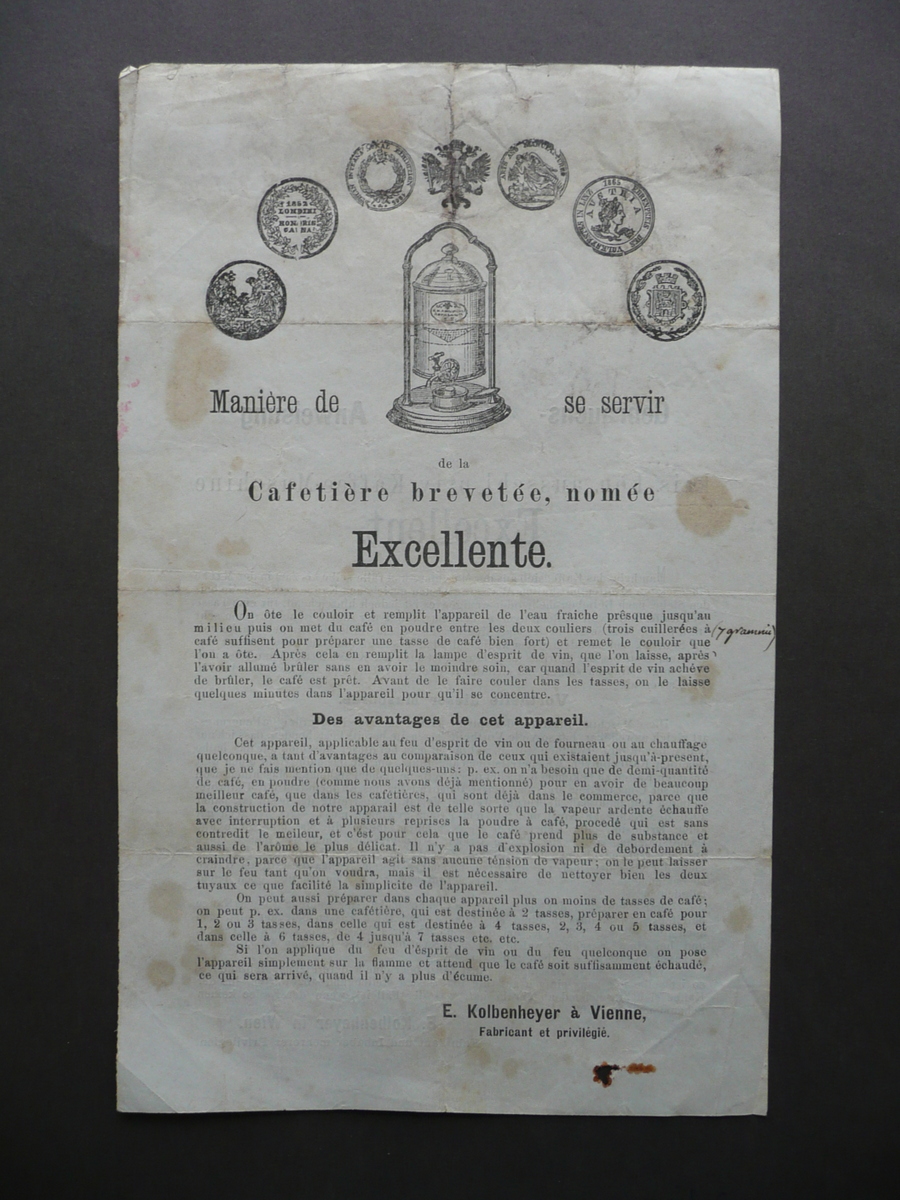 1862
LONDINI
HONORIS
CAUSA
1865
AUSTRIA
Manière de se servir
de la
Cafetière brevetée, nomée
Excellente.
On ôte le couloir et remplit l'appareil de l'eau fraiche prêsque jusqu'au
milieu puis on met du café en poudre entre les deux couliers (trois cuillerées à (7 grammes)
café suffisent pour préparer une tasse de café bien fort) et remet le couloir que
l'on a ôte. Après cela en remplit la lampe d'esprit de vin, que l'on laisse, après
l'avoir allumé brûler sans en avoir le moindre soin, car quand l'esprit de vin achéve
de brûler, le café est prêt. Avant de le faire couler dans les tasses, on le laisse
quelques minutes dans l'appareil pour qu'il se concentre.
Des avantages de cet appareil.
Cet appareil, applicable au feu d'esprit de vin ou de fourneau ou au chauffage
quelconque, a tant d'avantages au comparaison de ceux qui existaient jusqu'à-present,
que je ne fais mention que de quelques-uns: p. ex. on n'a besoin que de demi-quantité
de café, en poudre (comme nous avons déjà mentionné) pour en avoir de beaucoup
meilleur café, que dans les cafétières, qui sont déjà dans le commerce, parce que
la construction de notre apparail est de telle sorte que la vapeur ardente échauffe
avec interruption et à plusieurs reprises la poudre à café, procedé qui est sans
contredit le meileur, et c'ést pour cela que le café prend plus de substance et
aussi de l'arôme le plus délicat. Il n'y a pas d'explosion ni de debordement à
craindre, parce que l'appareil agit sans aucune ténsion de vapeur; on le peut laisser
sur le feu tant qu'on voudra, mais il est nécessaire de nettoyer bien les deux
tuyaux ce que facilité la simplicite de l'appareil.
On peut aussi préparer dans chaque appareil plus on moins de tasses de café;
on peut p. ex. dans une cafétière, qui est destinée à 2 tasses, préparer en café pour
1, 2 ou 3 tasses, dans celle qui est destinée à 4 tasses, 2, 3, 4 ou 5 tasses, et
dans celle à 6 tasses, de 4 jusqu'à 7 tasses etc. etc.
Si l'on applique du feu d'ésprit de vin ou du feu quelconque on pose
l'appareil simplement sur la flamme et attend que le café soit suffisamment échaudé,
ce qui sera arrivé, quand il n'y a plus d'écume.
E. Kolbenheyer à Vienne,
Fabricant et privilégié.